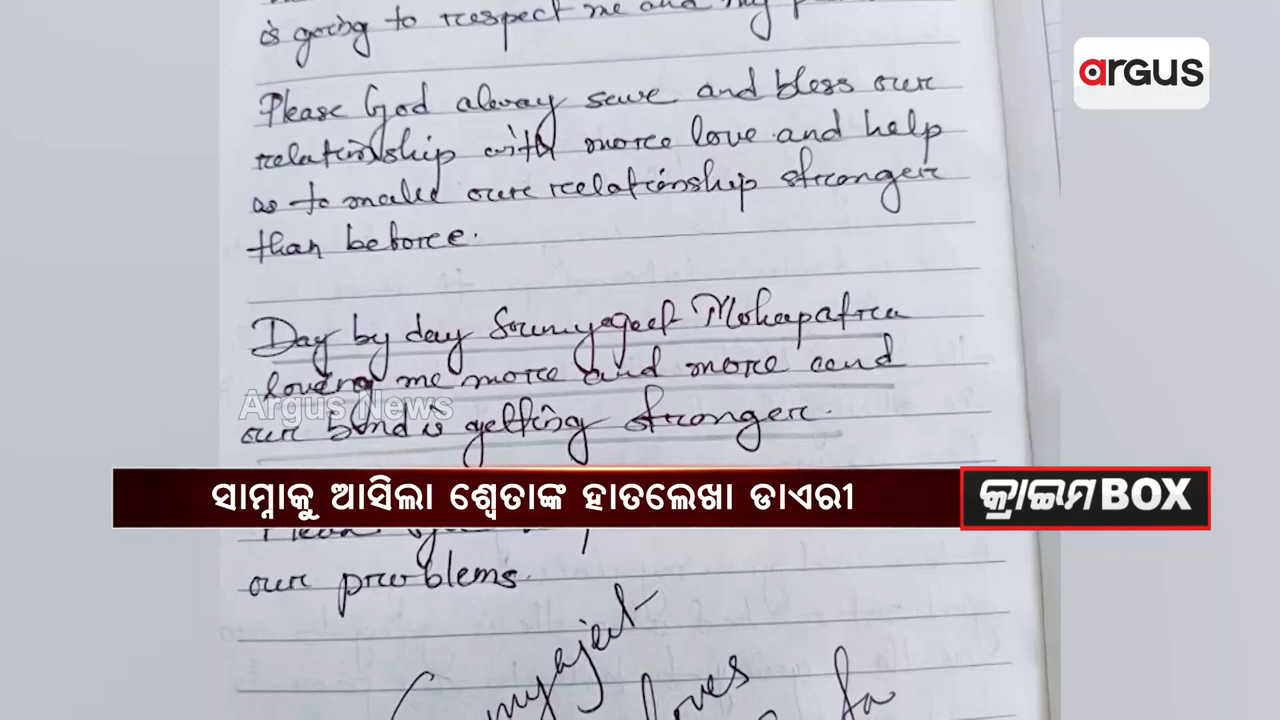 is going to respect me and my
argus
Please God alway save and bless our
relationship with more love and help
as to make our relationship stronger
than before.
Day by day Soumyajeet Mohapatra
loving me more and more and
our bond is getting stronger.
Argus News
ସାମ୍ନାକୁ ଆସିଲା ଶ୍ୱେତାଙ୍କ ହାତଲେଖା ଡାଏରୀ
କ୍ରାଇମ BOX
our problems.
Soumyajeet
loves